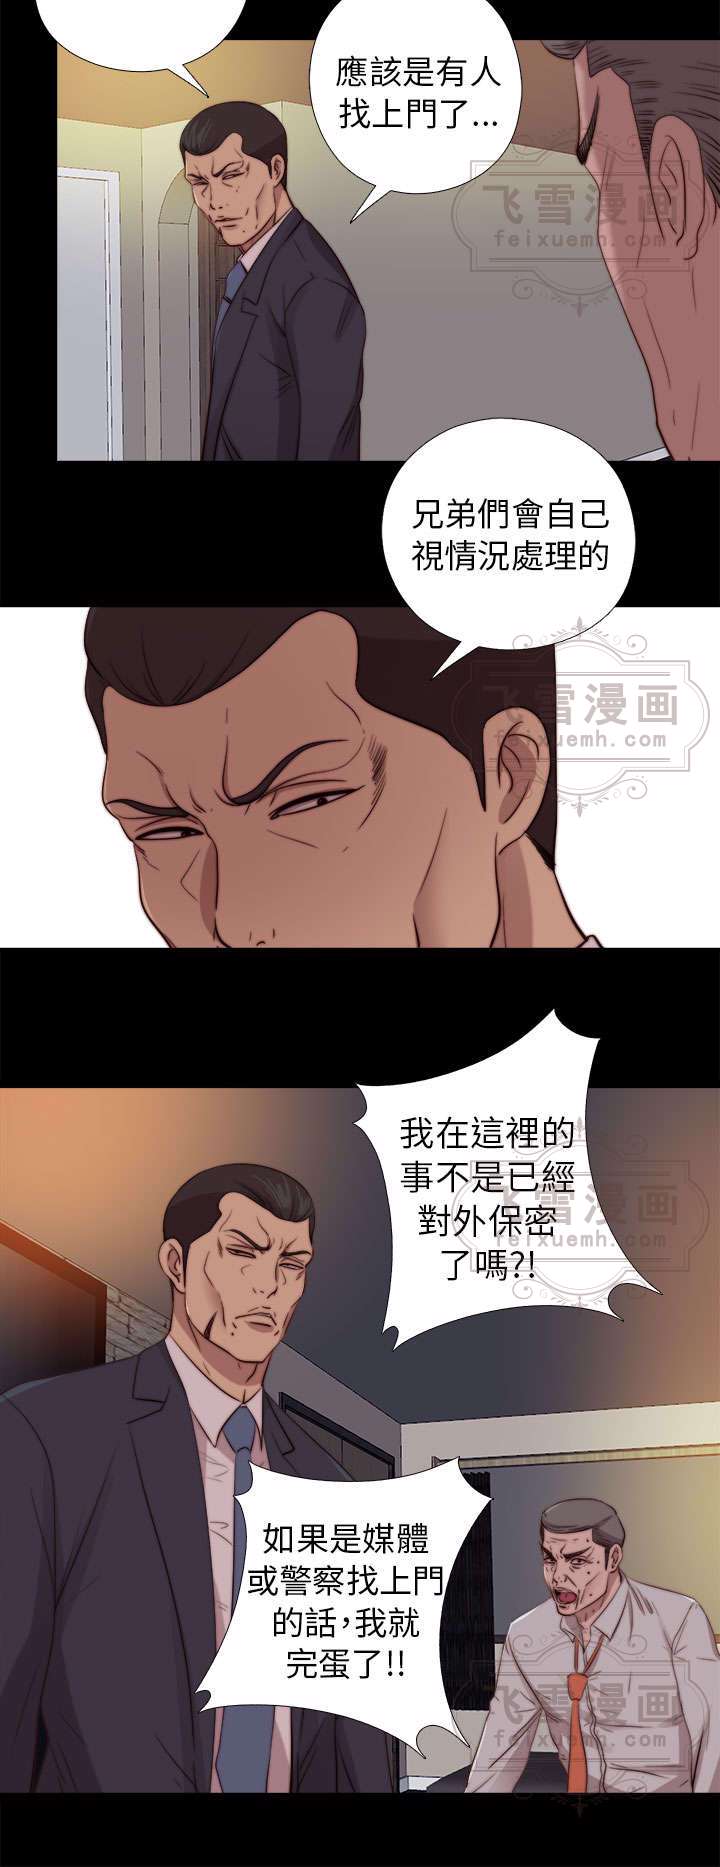 應該是有人
找上門了...
飞雪漫画
feixuemh.com
兄弟們會自己
視情況處理的
飞雪漫画
feixuemh.com
我在這裡的
事不是已經
對外保密
了嗎?!
飞雪漫画
feixuemh.com
如果是媒體
或警察找上門
的話,我就
完蛋了!!
飞雪漫画
feixuemh.com